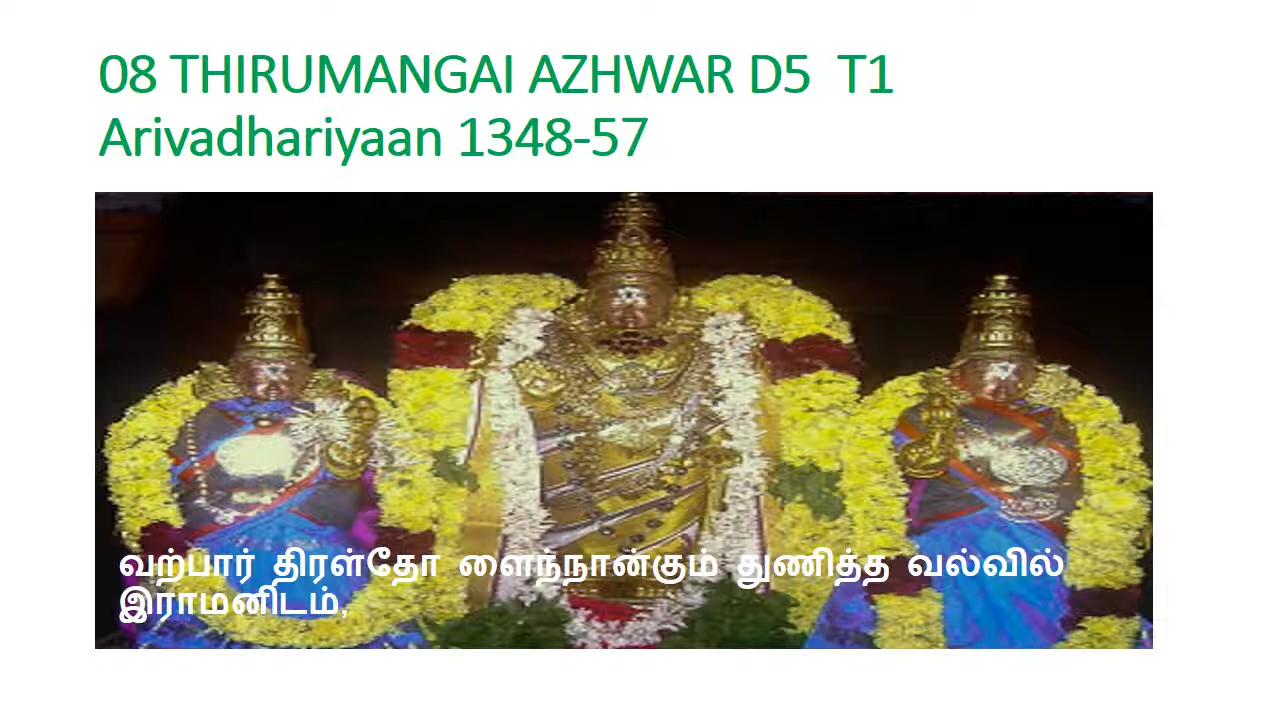 08 THIRUMANGAI AZHWAR D5 T1
Arivadhariyaan 1348-57
வற்பார் திரள்தோ ளைந்நான்கும் துணித்த வல்வில்
இராமனிடம்,